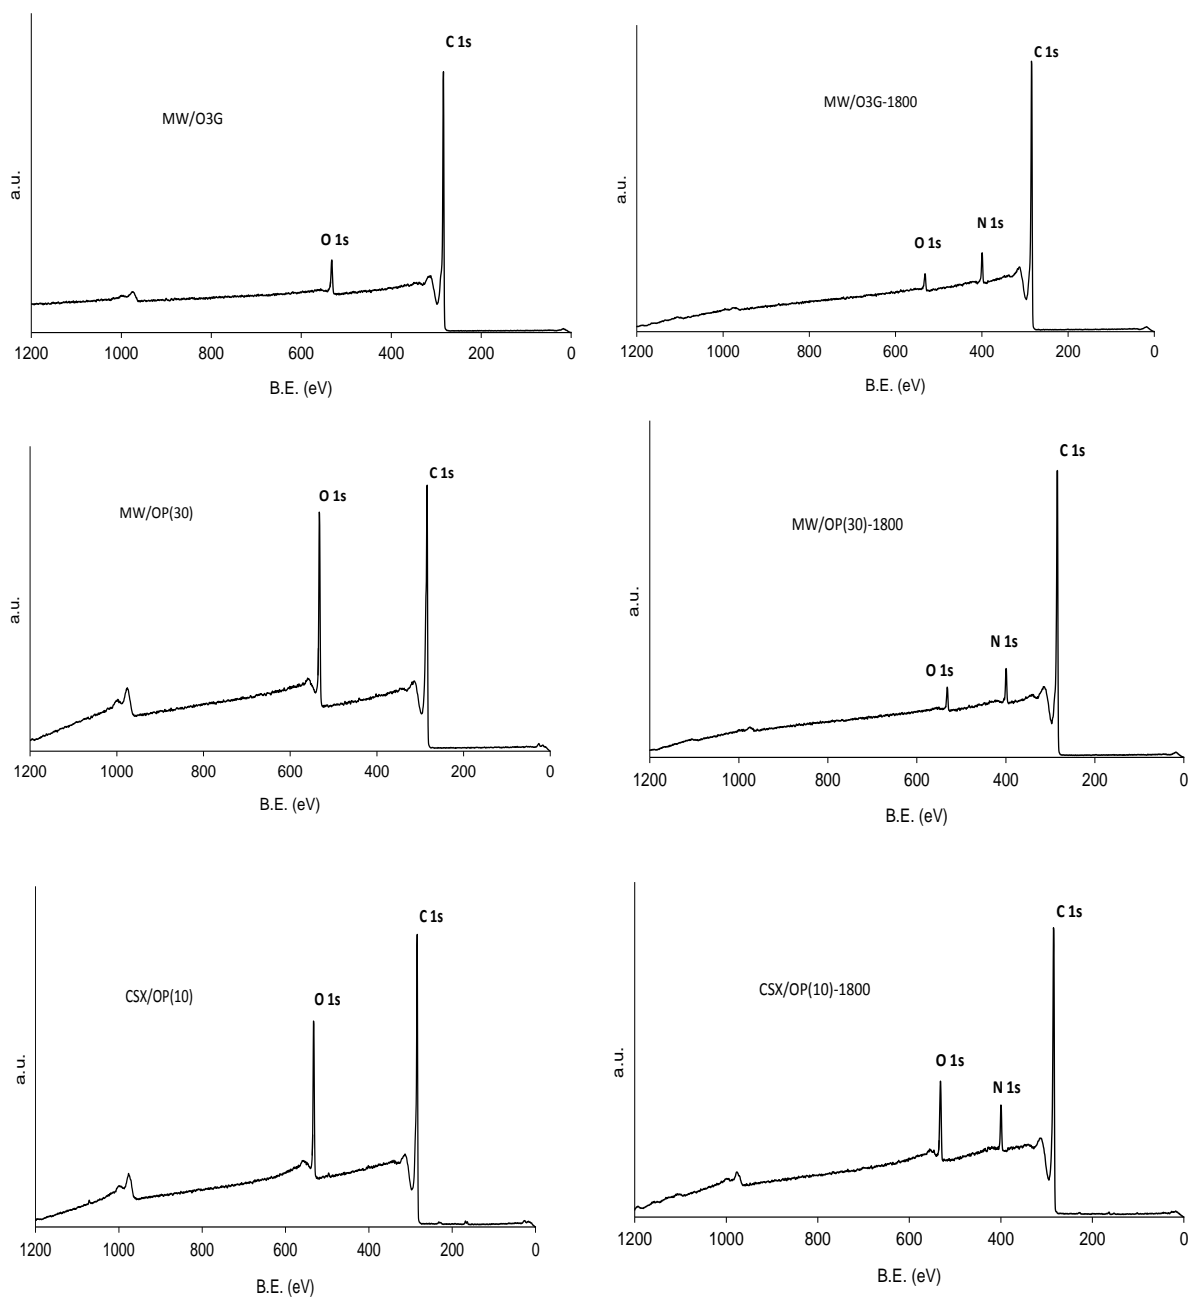 C 1s
MW/O3G
O 1s
a.u.
1200 1000 800 600 400 200 0
B.E. (eV)
C 1s
MW/O3G-1800
N 1s
O 1s
a.u.
1200 1000 800 600 400 200 0
B.E. (eV)
C 1s
O 1s
MW/OP(30)
a.u.
1200 1000 800 600 400 200 0
B.E. (eV)
C 1s
MW/OP(30)-1800
N 1s
O 1s
a.u.
1200 1000 800 600 400 200 0
B.E. (eV)
C 1s
CSX/OP(10)
O 1s
a.u.
1200 1000 800 600 400 200 0
B.E. (eV)
C 1s
CSX/OP(10)-1800
O 1s
N 1s
a.u.
1200 1000 800 600 400 200 0
B.E. (eV)